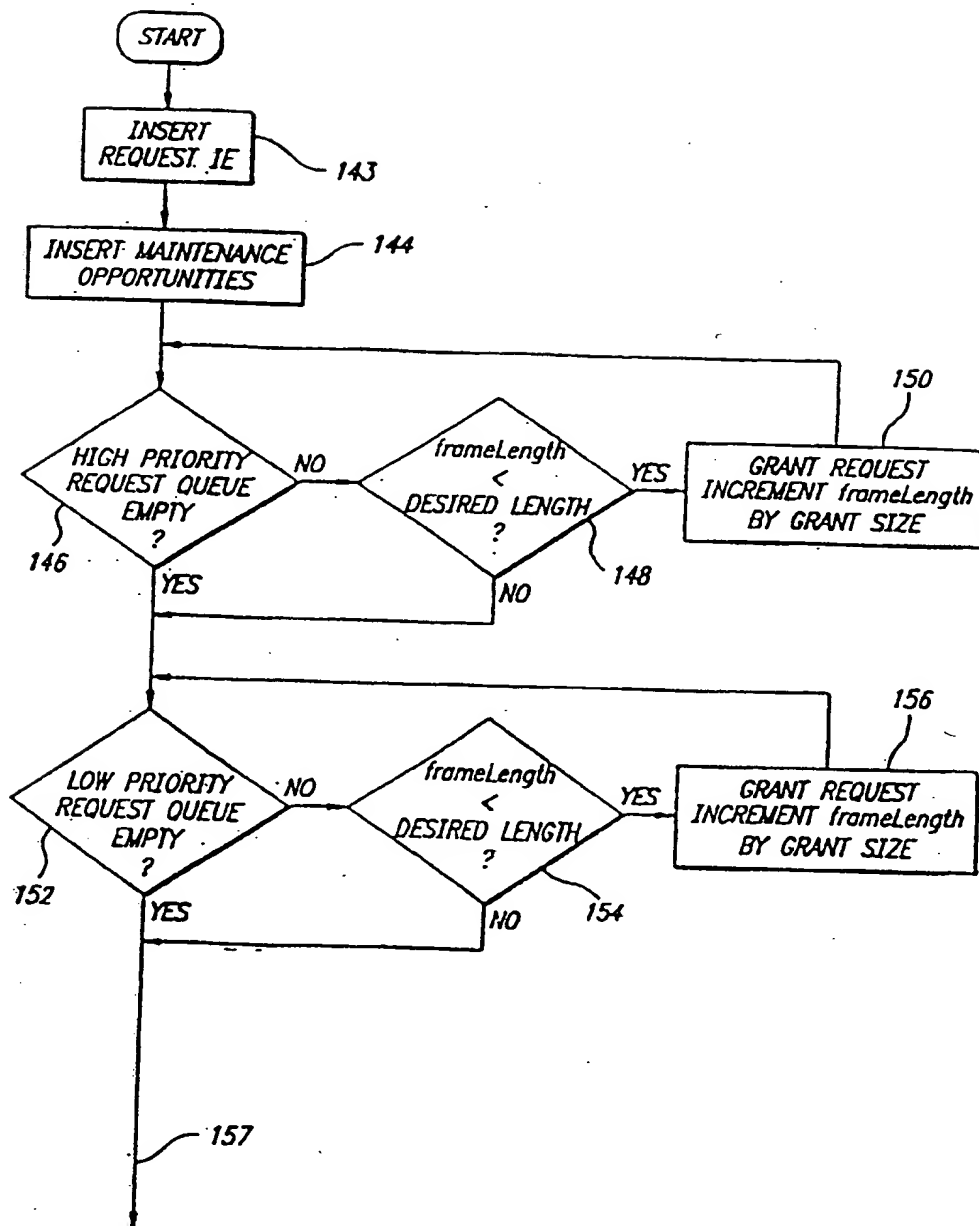 START
INSERT
REQUEST IE
143
INSERT MAINTENANCE
OPPORTUNITIES
144
HIGH PRIORITY
REQUEST QUEUE
EMPTY
?
146
NO
YES
frameLength
<
DESIRED LENGTH
?
148
YES
NO
150
GRANT REQUEST
INCREMENT frameLength
BY GRANT SIZE
LOW PRIORITY
REQUEST QUEUE
EMPTY
?
152
NO
YES
frameLength
<
DESIRED LENGTH
?
154
YES
NO
156
GRANT REQUEST
INCREMENT frameLength
BY GRANT SIZE
157